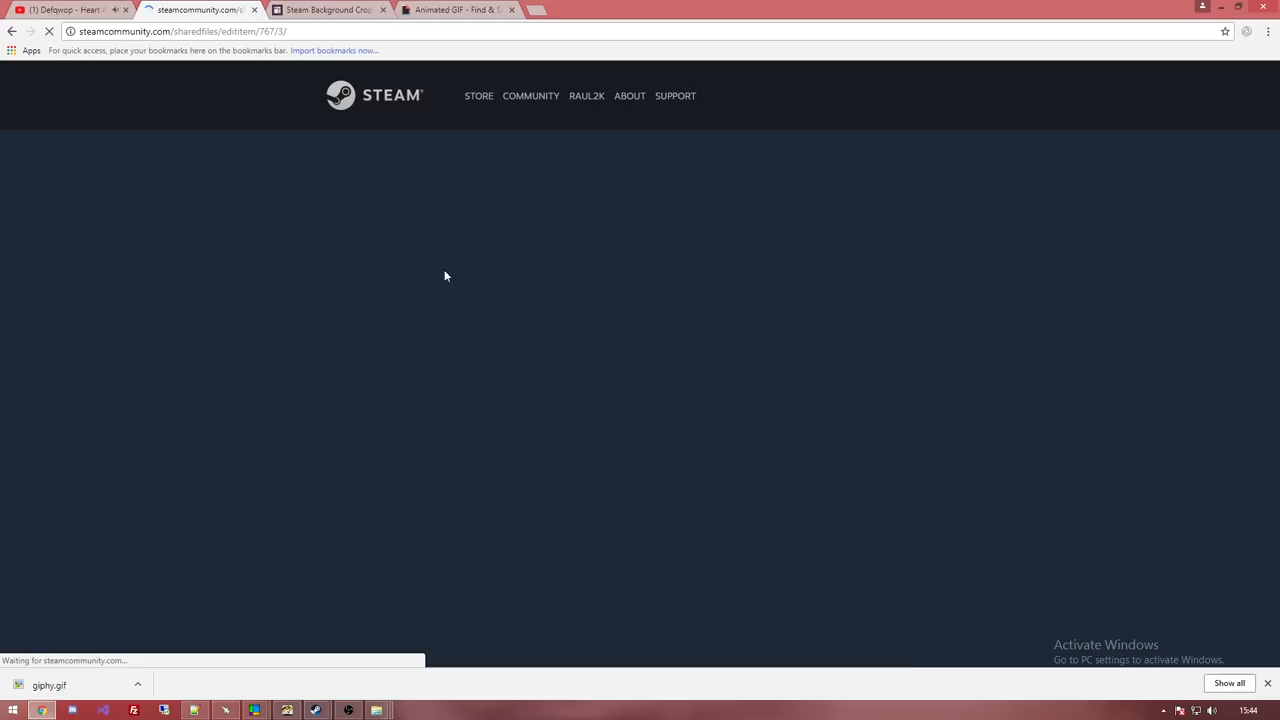 (1) Defqwop - Heart A
steamcommunity.com/s
Steam Background Crop
Animated GIF - Find & S
steamcommunity.com/sharedfiles/edititem/767/3/
Apps
For quick access, place your bookmarks here on the bookmarks bar. Import bookmarks now...
STEAM
STORE COMMUNITY RAUL2K ABOUT SUPPORT
Activate Windows
Go to PC settings to activate Windows.
Waiting for steamcommunity.com...
giphy.gif
Show all
15:44